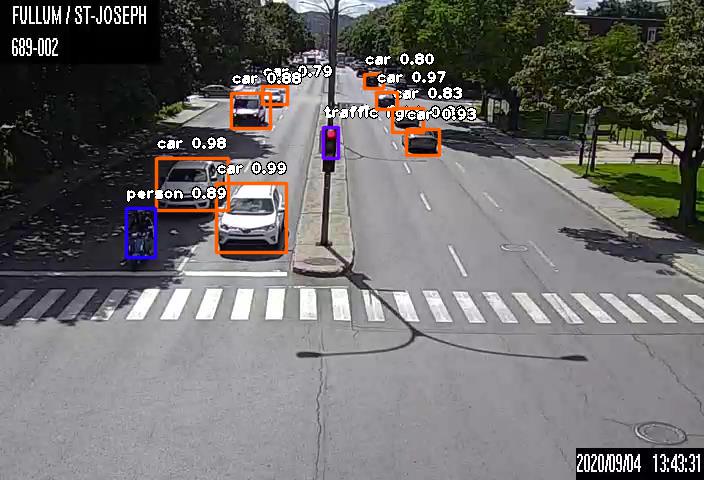 FULLUM / ST-JOSEPH
689-002
car 0.80
car 0.88
0.79
car 0.97
car 0.83
traffic
car 0.93
car 0.98
car 0.99
person 0.89
2020/09/04 13:43:31